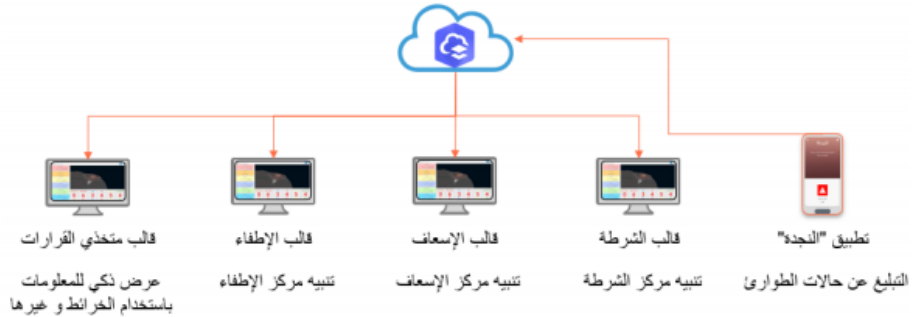 تطبيق "النجدة"
قالب الشرطة
قالب الإسعاف
قالب الإطفاء
قالب متخذي القرارات
التبليغ عن حالات الطوارئ
تنبيه مركز الشرطة
تنبيه مركز الإسعاف
تنبيه مركز الإطفاء
عرض ذكي للمعلومات
باستخدام الخرائط و غيرها